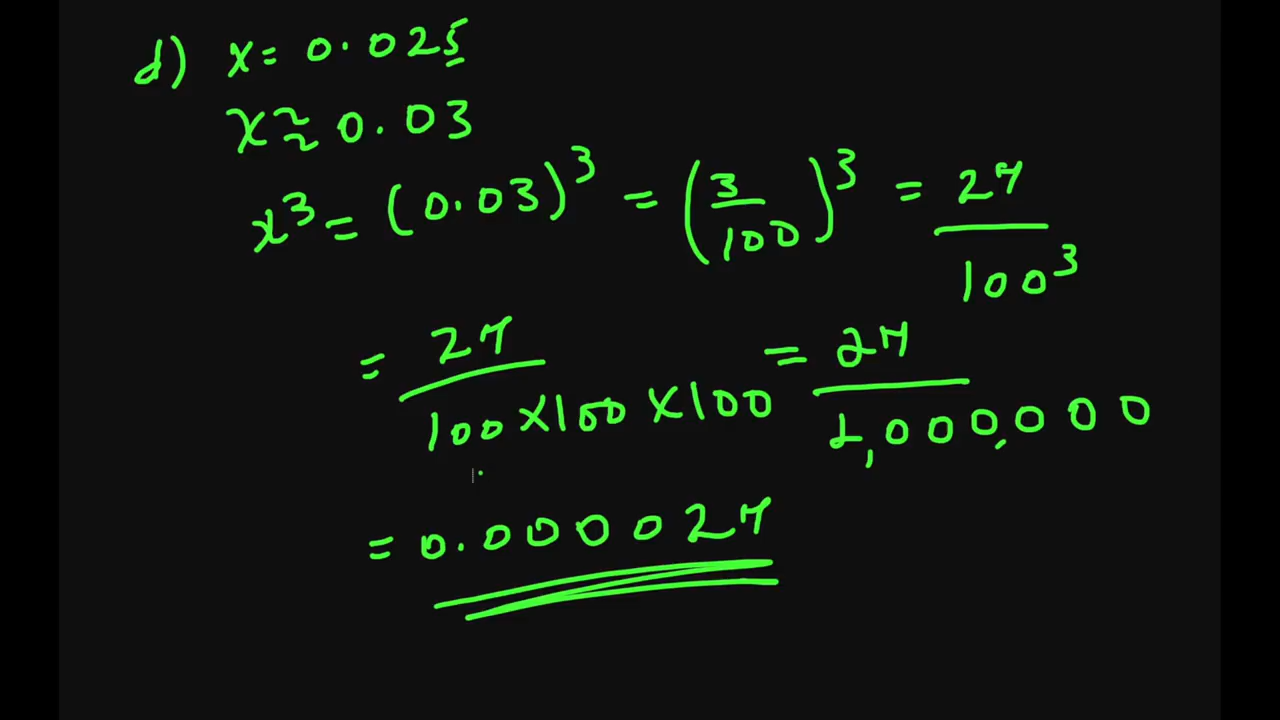 d) x = 0.025
x ≈ 0.03
x³ = (0.03)³ = (3/100)³ = 27/100³
= 27/100×100×100 = 27/1,000,000
= 0.000027